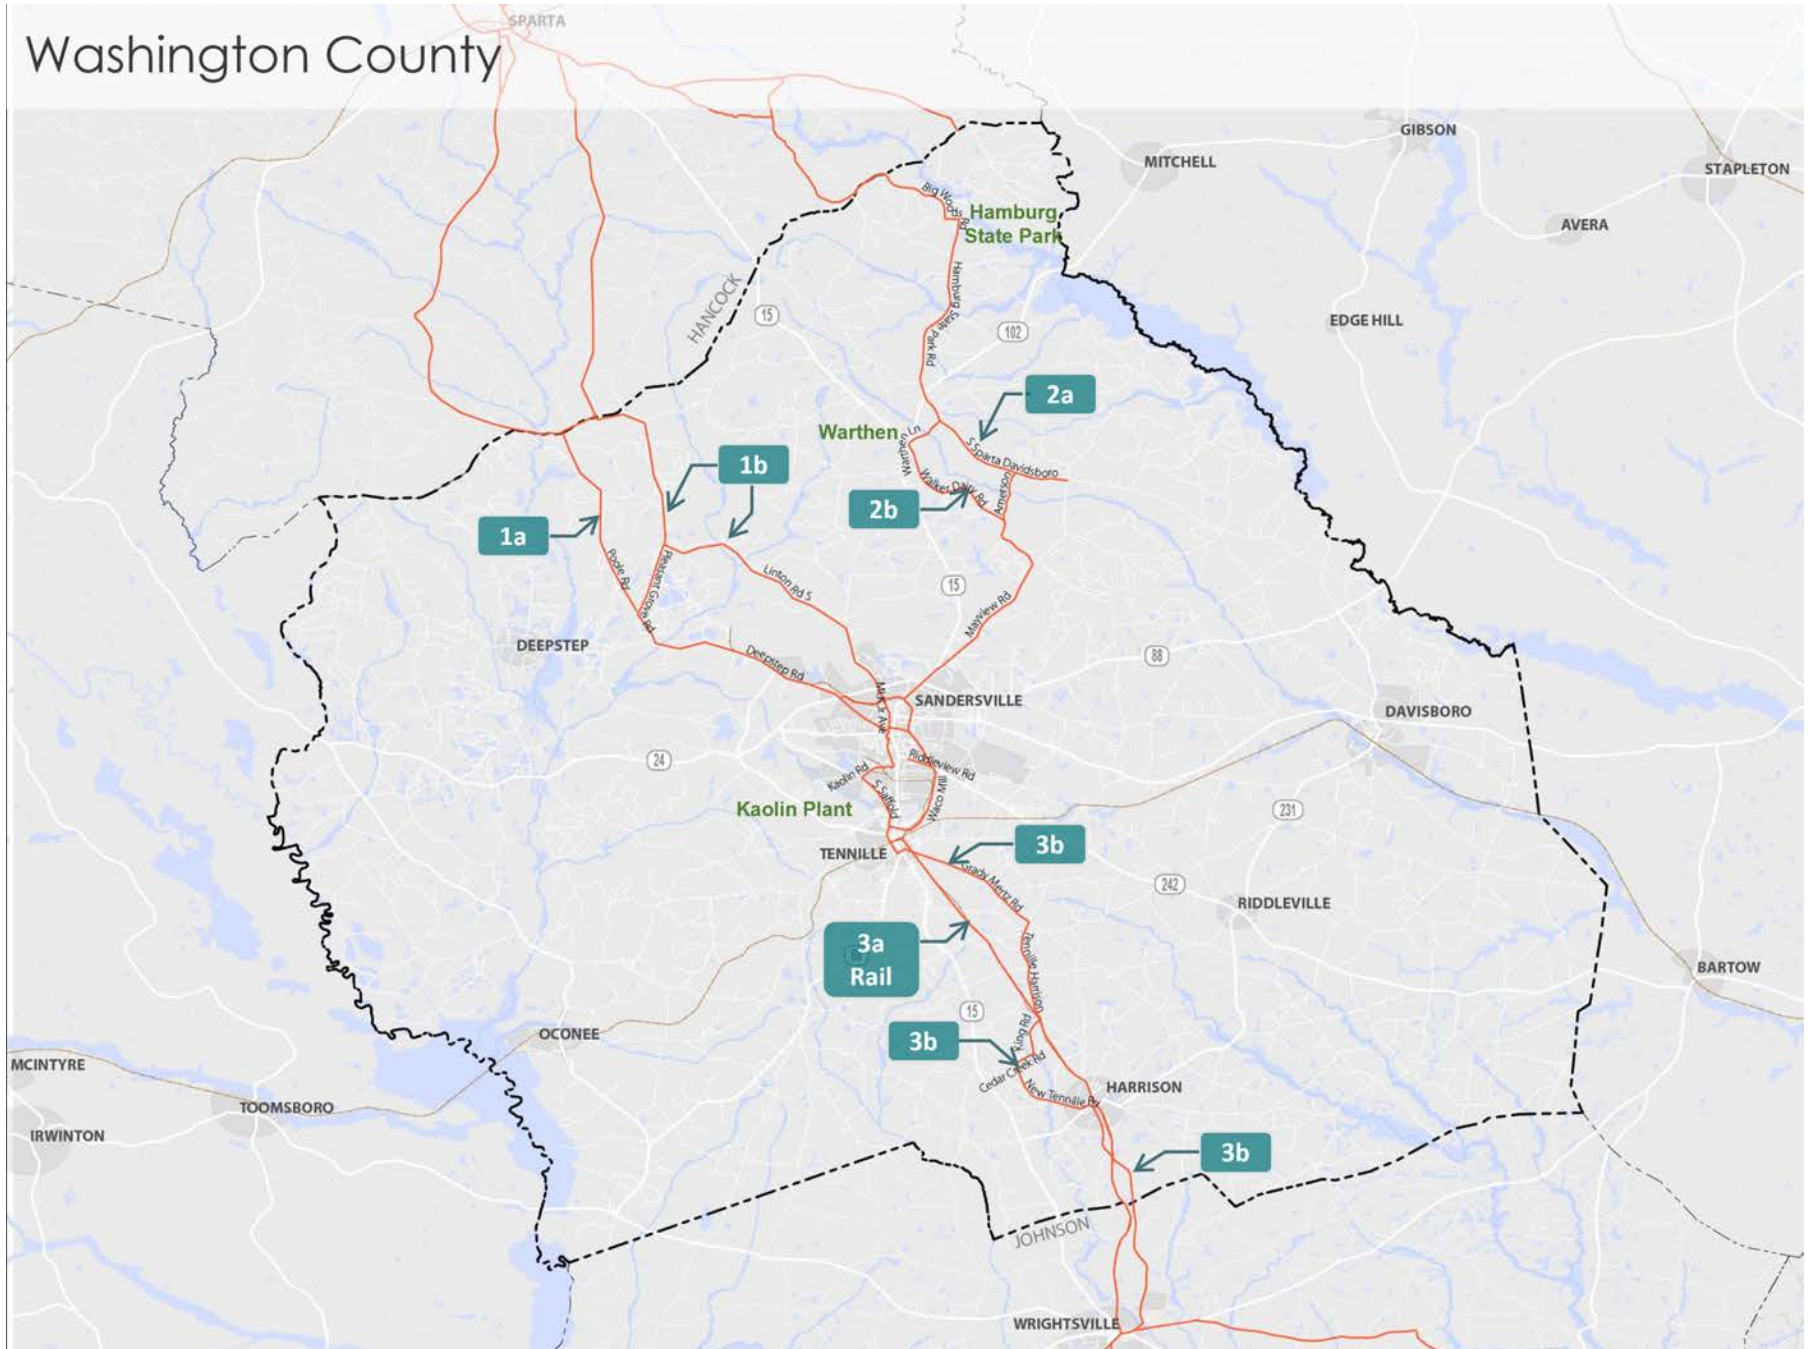 SPARTA
Washington County
GIBSON
MITCHELL
STAPLETON
Big Woods Rd
Hamburg
State Park
AVERA
HANCOCK
Hamburg State Park Rd
15
102
EDGE HILL
2a
Warthen
Warthen Ln
S Sparta Davidsboro
1b
Walker Dairy Rd
2b
1a
Poole Rd
Pleasant Grove Rd
Linton Rd S
15
Mayview Rd
DEEPSTEP
88
Deepstep Rd
SANDERSVILLE
DAVISBORO
24
Kaolin Rd
Riddleview Rd
S Saffold
Waco Mill
Kaolin Plant
231
TENNILLE
3b
Grady Mertz Rd
242
RIDDLEVILLE
3a
Rail
Tennille Harrison
BARTOW
15
King Rd
OCONEE
3b
Cedar Creek Rd
MCINTYRE
HARRISON
New Tennille Rd
TOOMSBORO
IRWINTON
3b
JOHNSON
WRIGHTSVILLE